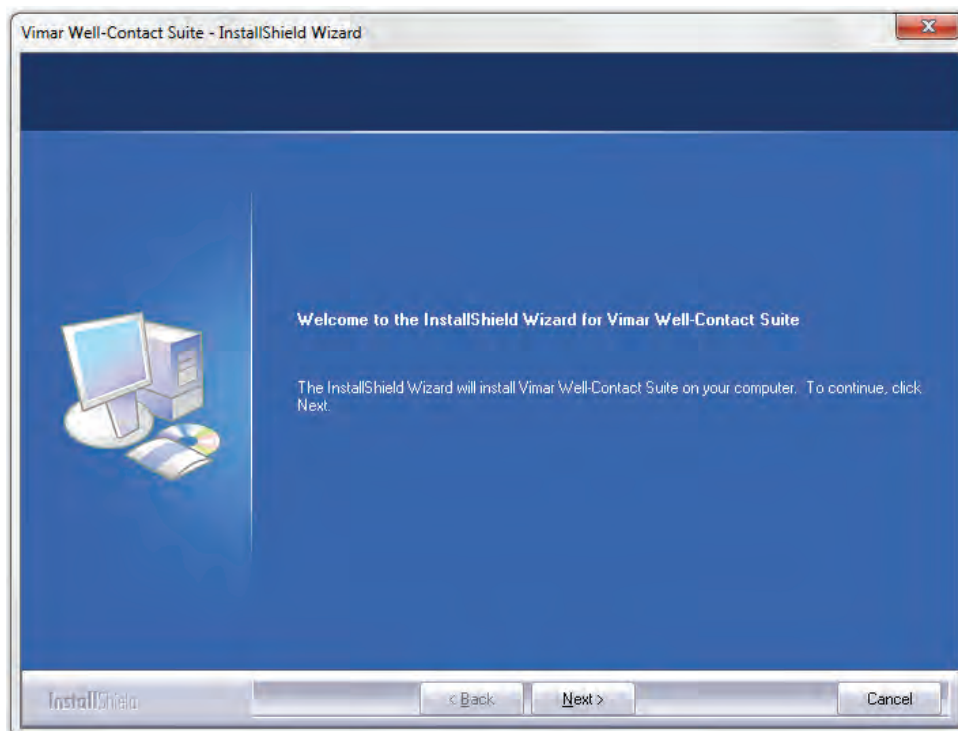 Vimar Well-Contact Suite - InstallShield Wizard
Welcome to the InstallShield Wizard for Vimar Well-Contact Suite
The InstallShield Wizard will install Vimar Well-Contact Suite on your computer. To continue, click
Next.
InstallShield
< Back
Next >
Cancel